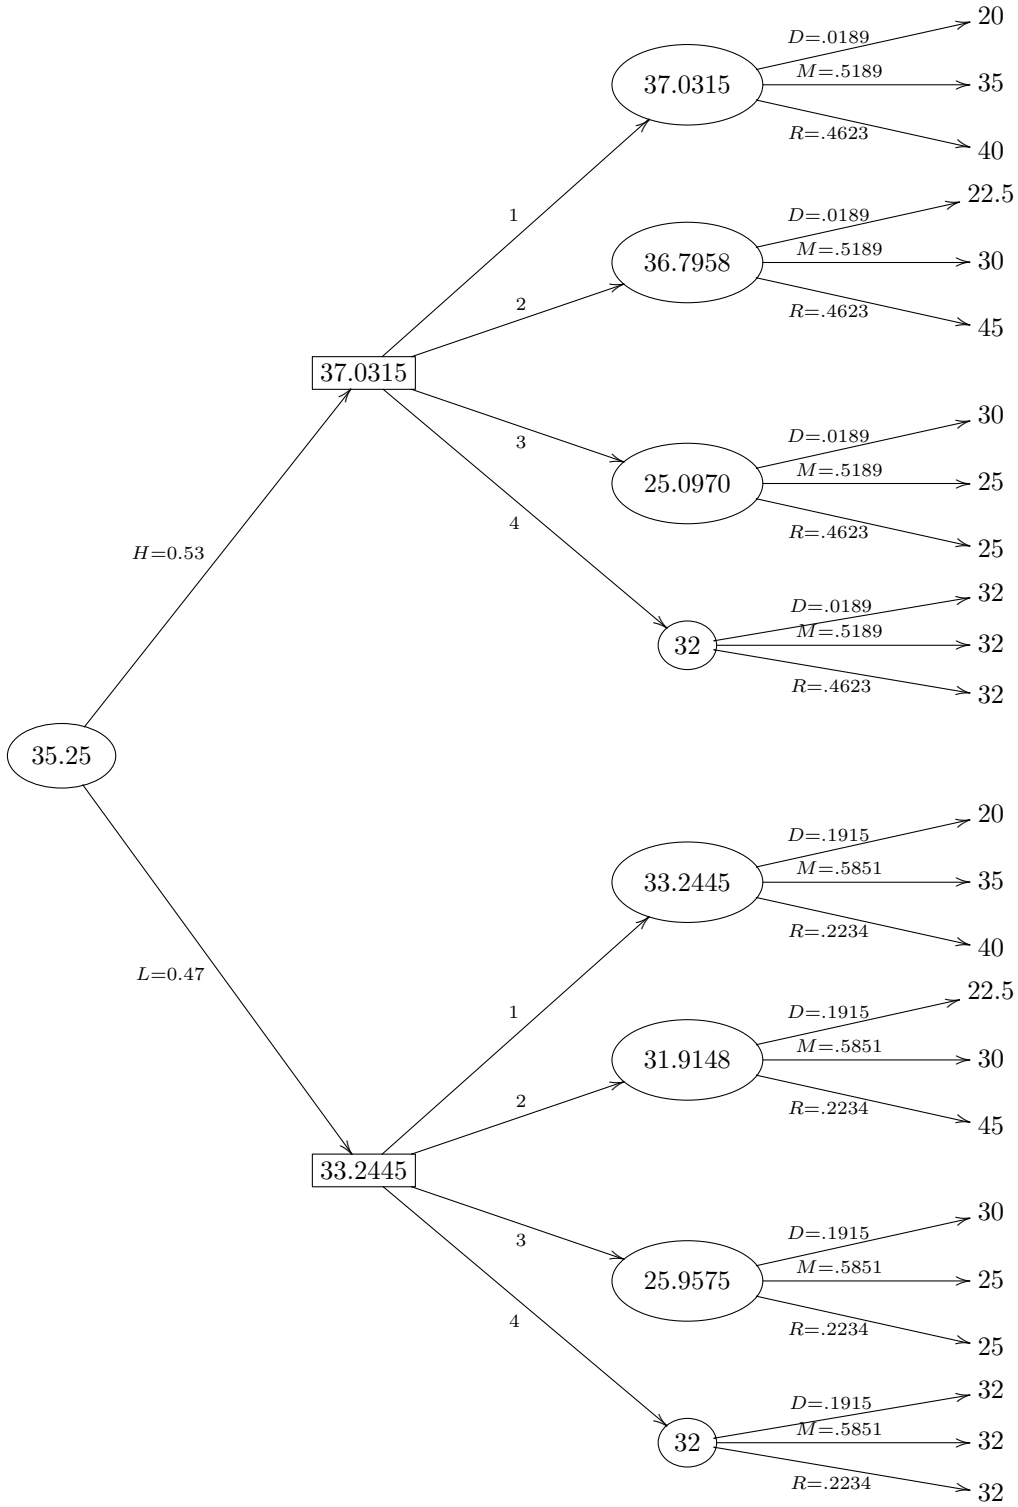 20
D=.0189
M=.5189
37.0315
35
R=.4623
40
1
22.5
D=.0189
M=.5189
36.7958
30
R=.4623
45
2
37.0315
3
30
D=.0189
M=.5189
25.0970
25
R=.4623
25
4
H=0.53
32
D=.0189
M=.5189
32
32
R=.4623
32
35.25
20
D=.1915
M=.5851
33.2445
35
R=.2234
40
L=0.47
1
22.5
D=.1915
M=.5851
31.9148
30
R=.2234
45
2
33.2445
3
30
D=.1915
M=.5851
25.9575
25
R=.2234
25
4
32
D=.1915
M=.5851
32
32
R=.2234
32